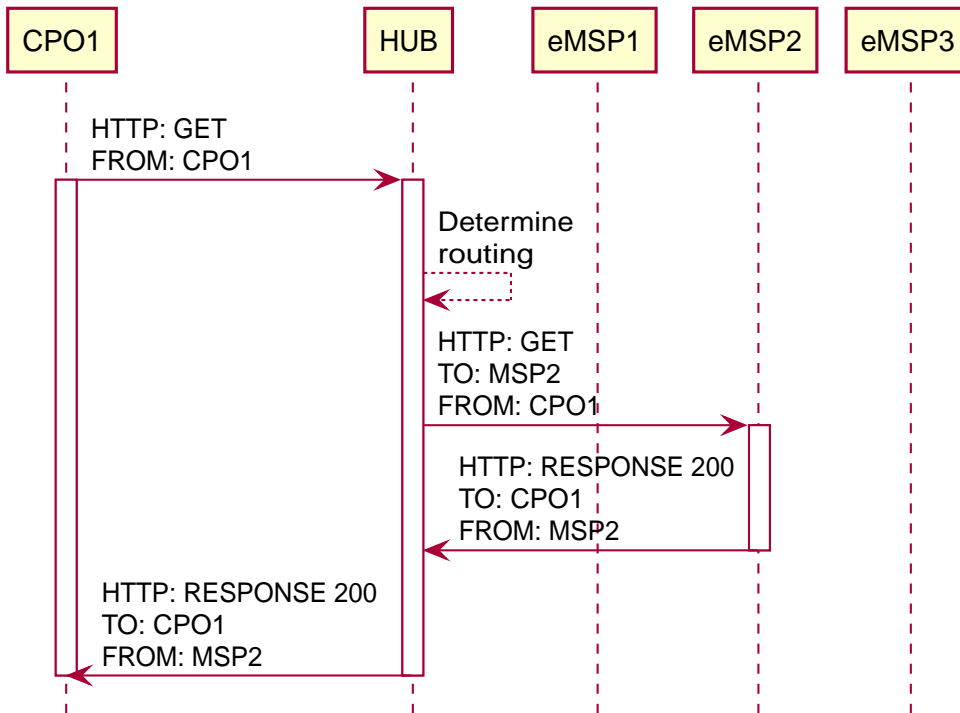 CPO1
HUB
eMSP1
eMSP2
eMSP3
HTTP: GET
FROM: CPO1
Determine
routing
HTTP: GET
TO: MSP2
FROM: CPO1
HTTP: RESPONSE 200
TO: CPO1
FROM: MSP2
HTTP: RESPONSE 200
TO: CPO1
FROM: MSP2